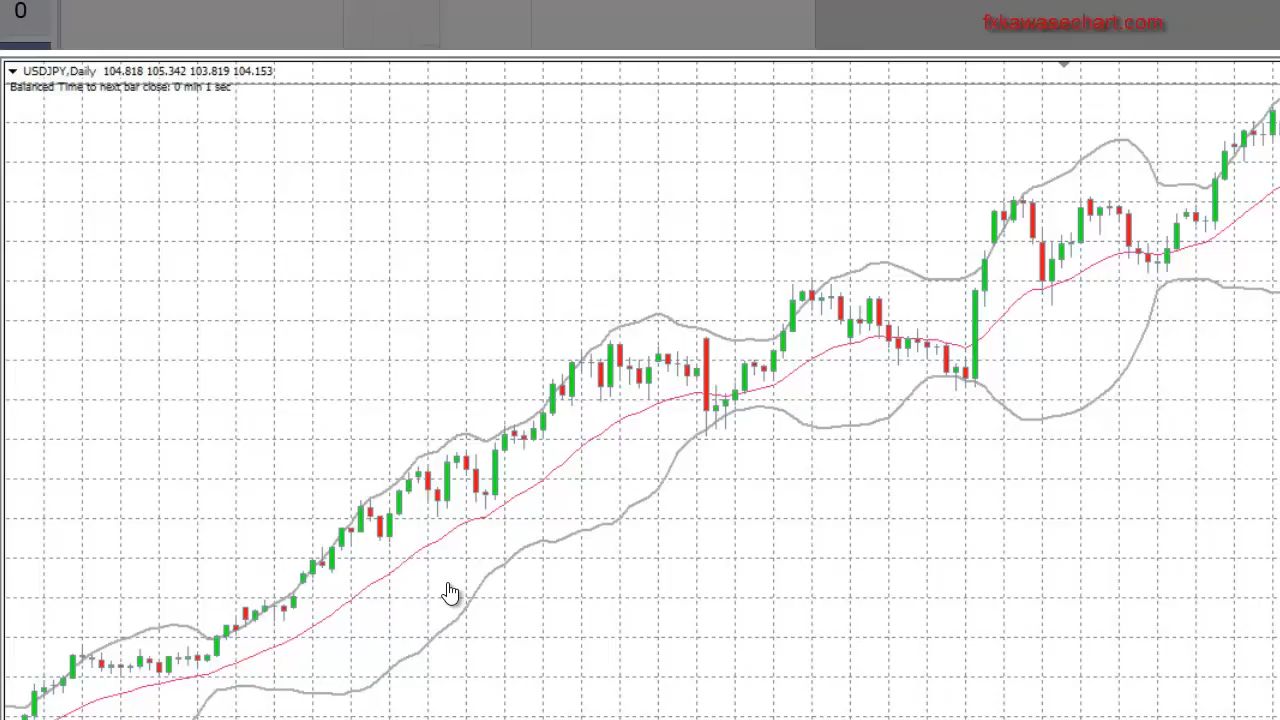 0
fxkawasechart.com
USDJPY,Daily 104.818 105.342 103.819 104.153
Balanced Time to next bar close: 0 min 1 sec